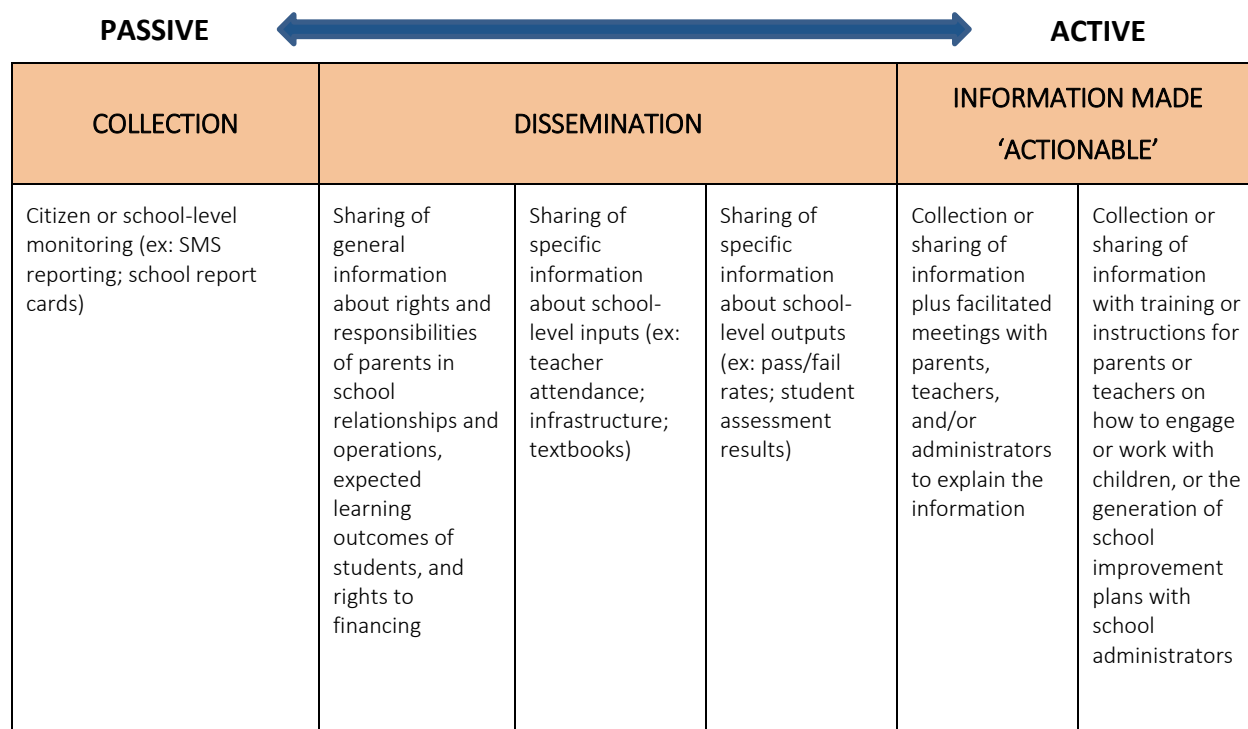 PASSIVE
ACTIVE
COLLECTION
DISSEMINATION
INFORMATION MADE
‘ACTIONABLE’
Citizen or school-level
monitoring (ex: SMS
reporting; school report
cards)
Sharing of
general
information
about rights and
responsibilities
of parents in
school
relationships and
operations,
expected
learning
outcomes of
students, and
rights to
financing
Sharing of
specific
information
about school-
level inputs (ex:
teacher
attendance;
infrastructure;
textbooks)
Sharing of
specific
information
about school-
level outputs
(ex: pass/fail
rates; student
assessment
results)
Collection or
sharing of
information
plus facilitated
meetings with
parents,
teachers,
and/or
administrators
to explain the
information
Collection or
sharing of
information
with training or
instructions for
parents or
teachers on
how to engage
or work with
children, or the
generation of
school
improvement
plans with
school
administrators